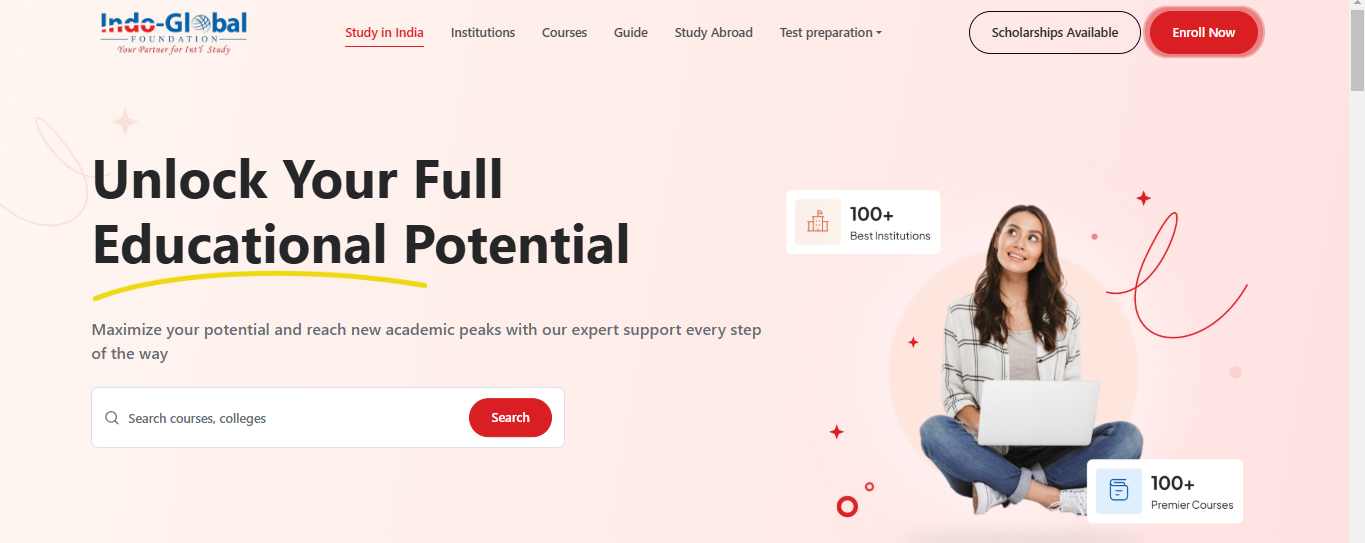 Indo-Global
FOUNDATION
Your Partner for Int'l Study
Study in India
Institutions
Courses
Guide
Study Abroad
Test preparation
Scholarships Available
Enroll Now
Unlock Your Full
Educational Potential
Maximize your potential and reach new academic peaks with our expert support every step
of the way
Search courses, colleges
Search
100+
Best Institutions
100+
Premier Courses